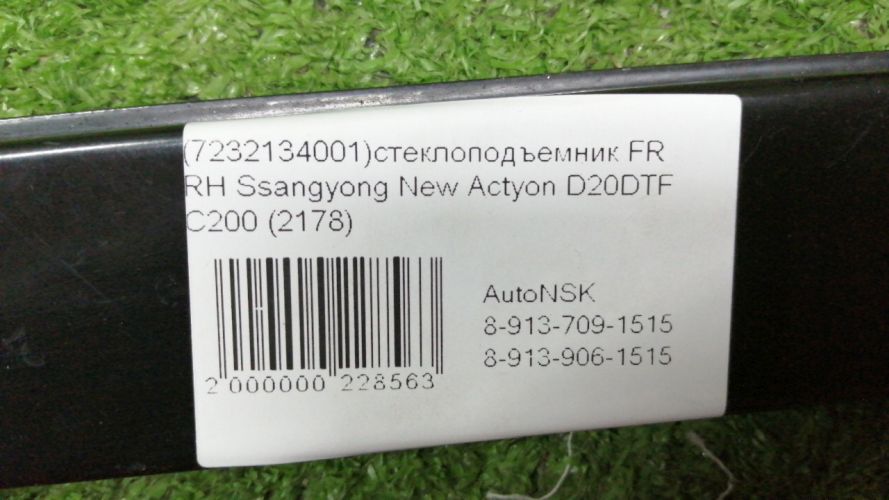 (7232134001)стеклоподъемник FR
RH Ssangyong New Actyon D20DTF
C200 (2178)
AutoNSK
8-913-709-1515
8-913-906-1515
2 000000 228563